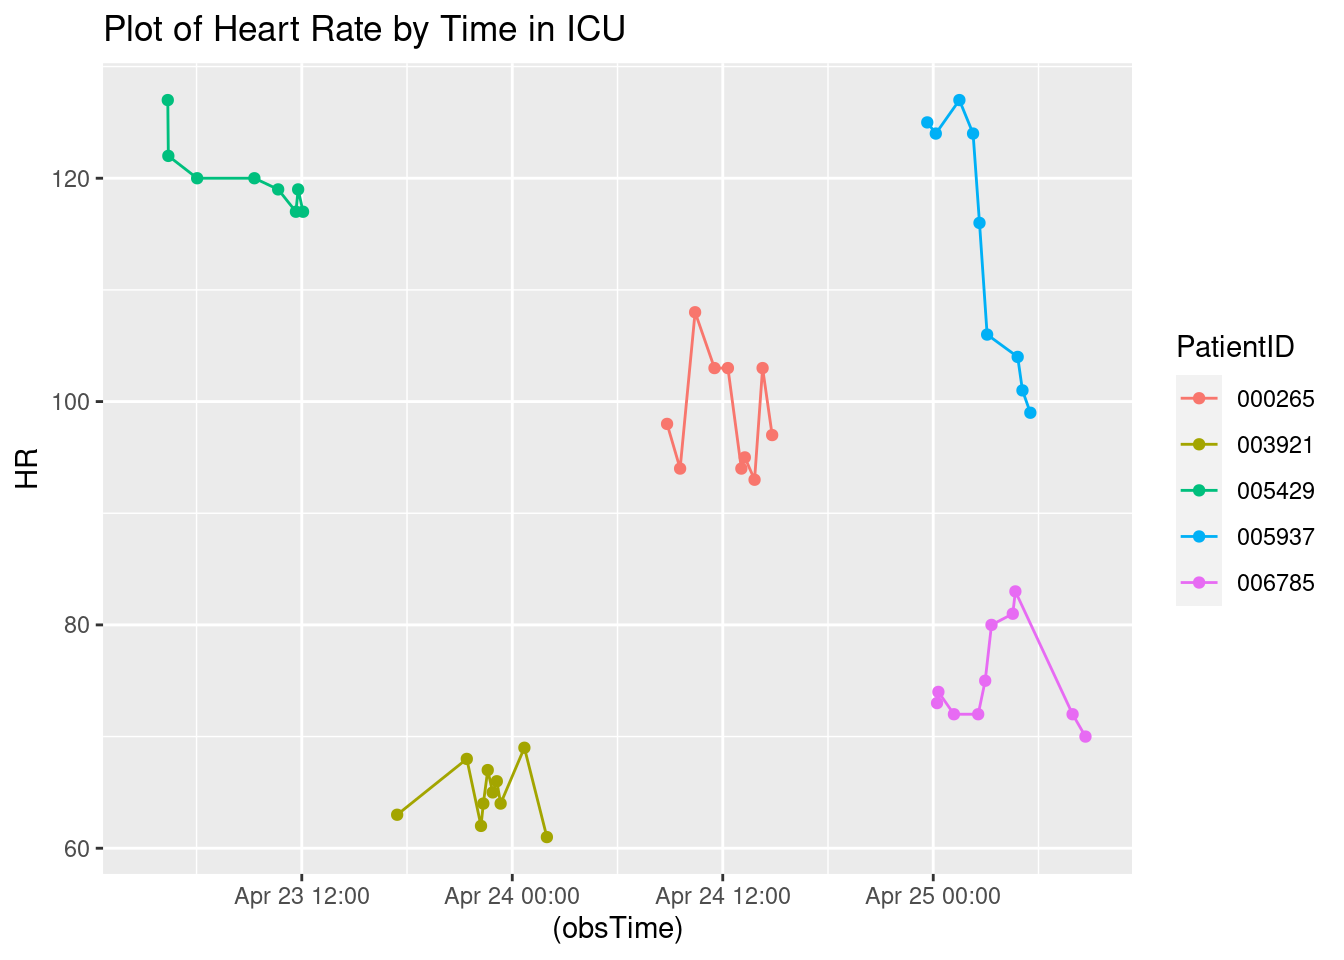 Plot of Heart Rate by Time in ICU
120
100
80
60
HR
Apr 23 12:00
Apr 24 00:00
Apr 24 12:00
Apr 25 00:00
(obsTime)
PatientID
000265
003921
005429
005937
006785